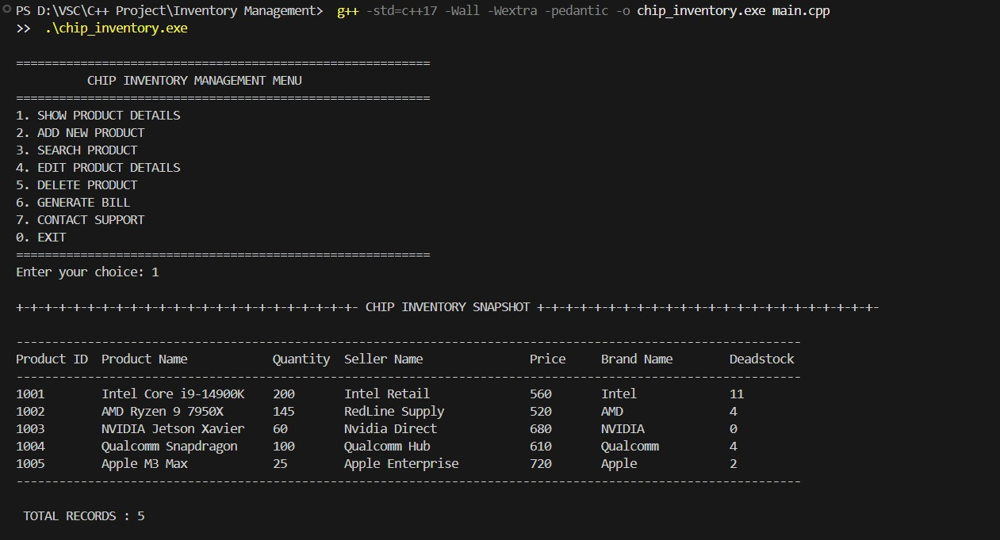 PS D:\VSC\C++ Project\Inventory Management>  g++ -std=c++17 -Wall -Wextra -pedantic -o chip_inventory.exe main.cpp
>>  .\chip_inventory.exe
==========================================================
          CHIP INVENTORY MANAGEMENT MENU
==========================================================
1. SHOW PRODUCT DETAILS
2. ADD NEW PRODUCT
3. SEARCH PRODUCT
4. EDIT PRODUCT DETAILS
5. DELETE PRODUCT
6. GENERATE BILL
7. CONTACT SUPPORT
0. EXIT
==========================================================
Enter your choice: 1
+-+-+-+-+-+-+-+-+-+-+-+-+-+-+-+-+-+-+-+-+-+-+-+- CHIP INVENTORY SNAPSHOT +-+-+-+-+-+-+-+-+-+-+-+-+-+-+-+-+-+-+-+-+-+-+-+-
--------------------------------------------------------------------------------------------------------------
Product ID  Product Name            Quantity  Seller Name               Price     Brand Name        Deadstock
--------------------------------------------------------------------------------------------------------------
1001        Intel Core i9-14900K    200       Intel Retail              560       Intel             11
1002        AMD Ryzen 9 7950X       145       RedLine Supply            520       AMD               4
1003        NVIDIA Jetson Xavier    60        Nvidia Direct             680       NVIDIA            0
1004        Qualcomm Snapdragon     100       Qualcomm Hub              610       Qualcomm          4
1005        Apple M3 Max            25        Apple Enterprise          720       Apple             2
--------------------------------------------------------------------------------------------------------------
 TOTAL RECORDS : 5